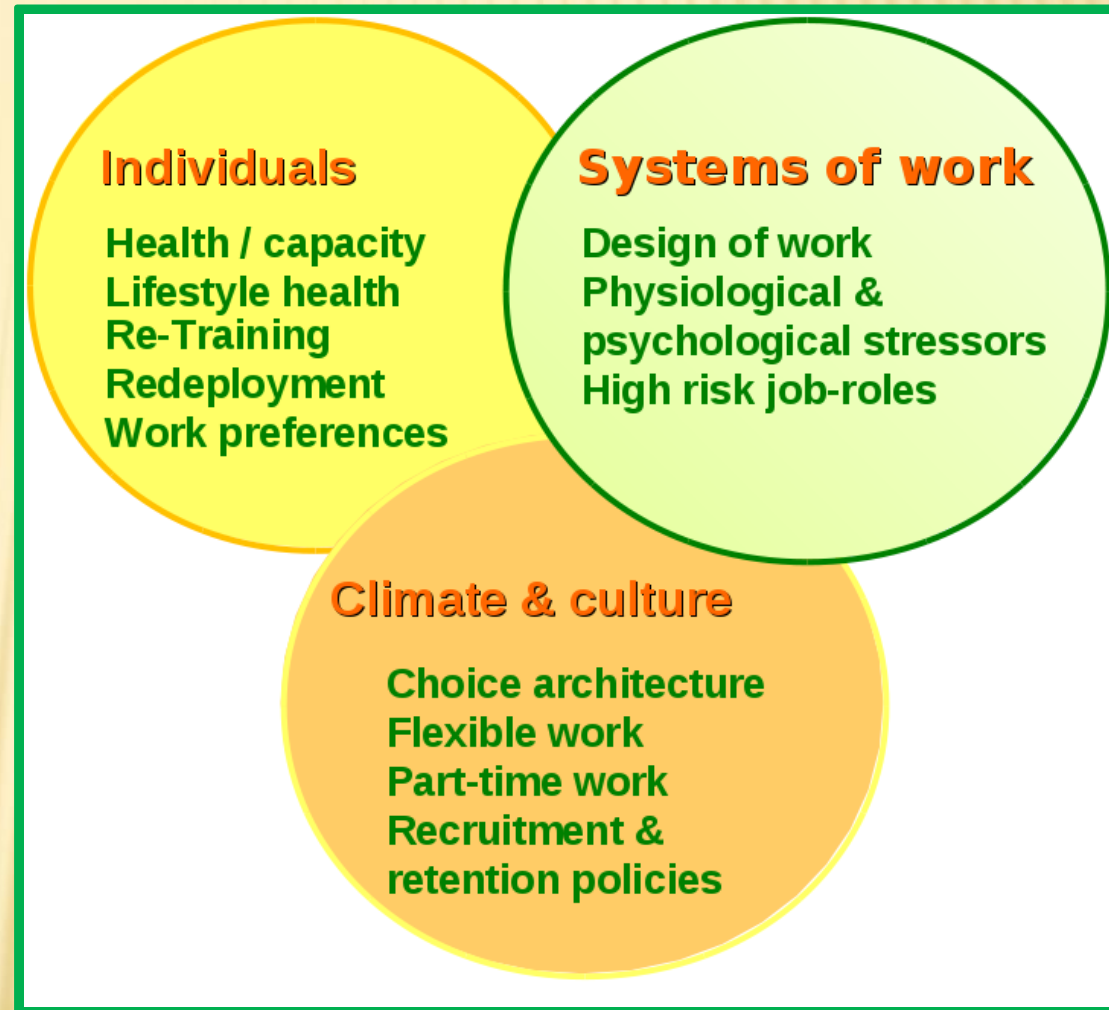 Individuals
Health / capacity
Lifestyle health
Re-Training
Redeployment
Work preferences
Systems of work
Design of work
Physiological &
psychological stressors
High risk job-roles
Climate & culture
Choice architecture
Flexible work
Part-time work
Recruitment &
retention policies